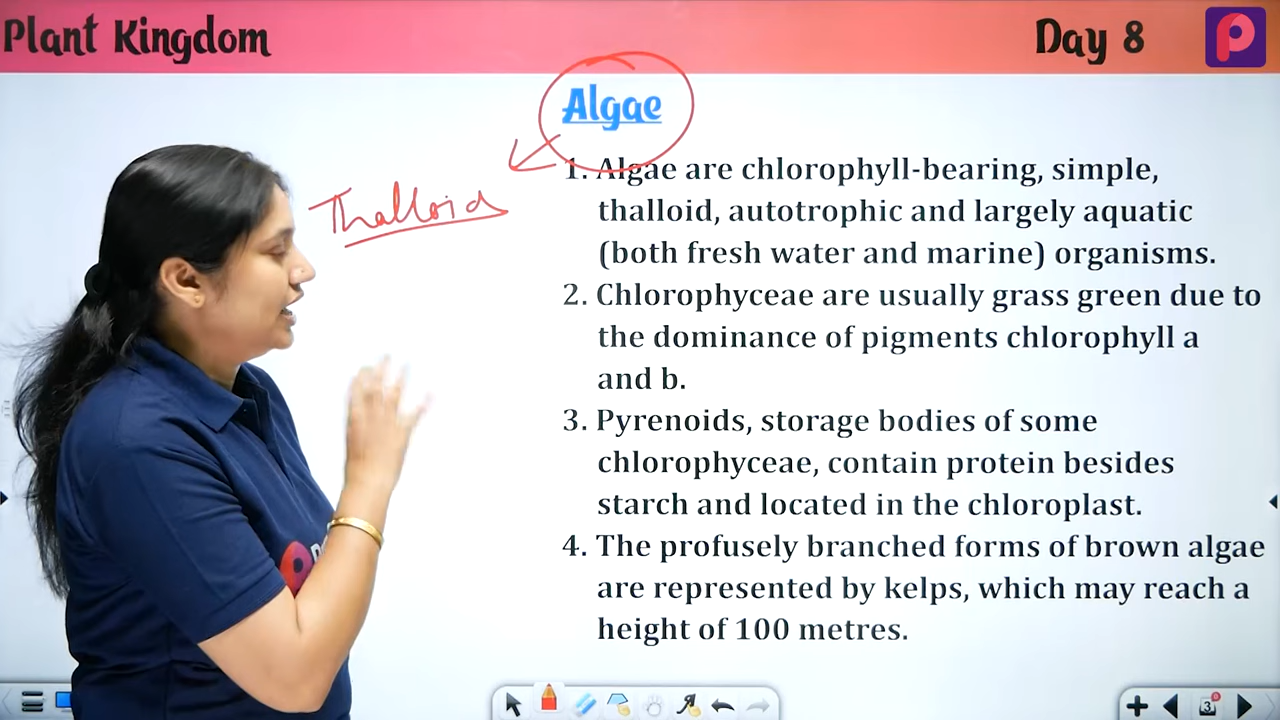 Plant Kingdom
Day 8
Algae
Thalloid
1. Algae are chlorophyll-bearing, simple,
thalloid, autotrophic and largely aquatic
(both fresh water and marine) organisms.
2. Chlorophyceae are usually grass green due to
the dominance of pigments chlorophyll a
and b.
3. Pyrenoids, storage bodies of some
chlorophyceae, contain protein besides
starch and located in the chloroplast.
4. The profusely branched forms of brown algae
are represented by kelps, which may reach a
height of 100 metres.
3